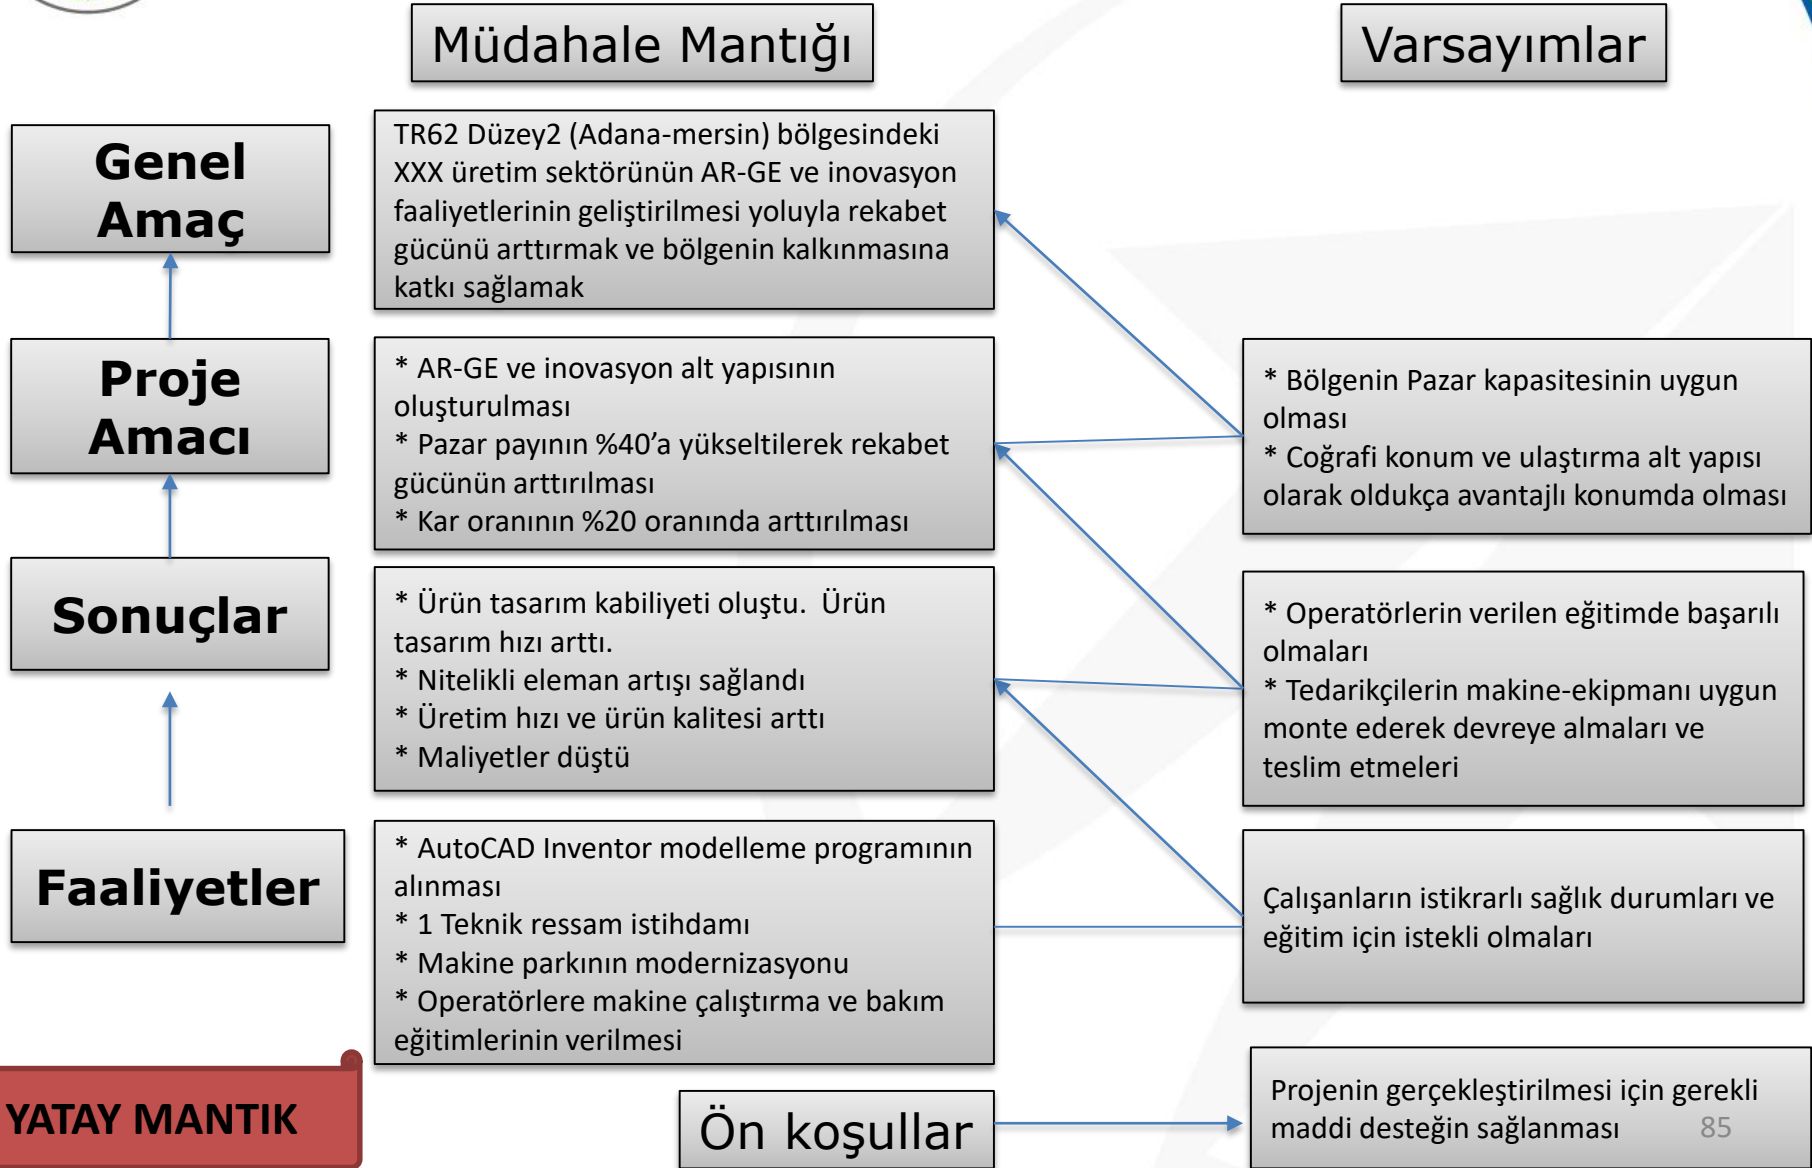 Müdahale Mantığı
Varsayımlar
Genel
Amaç
TR62 Düzey2 (Adana-mersin) bölgesindeki
XXX üretim sektörünün AR-GE ve inovasyon
faaliyetlerinin geliştirilmesi yoluyla rekabet
gücünü arttırmak ve bölgenin kalkınmasına
katkı sağlamak
Proje
Amacı
* AR-GE ve inovasyon alt yapısının
oluşturulması
* Pazar payının %40’a yükseltilerek rekabet
gücünün arttırılması
* Kar oranının %20 oranında arttırılması
* Bölgenin Pazar kapasitesinin uygun
olması
* Coğrafi konum ve ulaştırma alt yapısı
olarak oldukça avantajlı konumda olması
Sonuçlar
* Ürün tasarım kabiliyeti oluştu.  Ürün
tasarım hızı arttı.
* Nitelikli eleman artışı sağlandı
* Üretim hızı ve ürün kalitesi arttı
* Maliyetler düştü
* Operatörlerin verilen eğitimde başarılı
olmaları
* Tedarikçilerin makine-ekipmanı uygun
monte ederek devreye almaları ve
teslim etmeleri
Faaliyetler
* AutoCAD Inventor modelleme programının
alınması
* 1 Teknik ressam istihdamı
* Makine parkının modernizasyonu
* Operatörlere makine çalıştırma ve bakım
eğitimlerinin verilmesi
Çalışanların istikrarlı sağlık durumları ve
eğitim için istekli olmaları
YATAY MANTIK
Ön koşullar
Projenin gerçekleştirilmesi için gerekli
maddi desteğin sağlanması
85